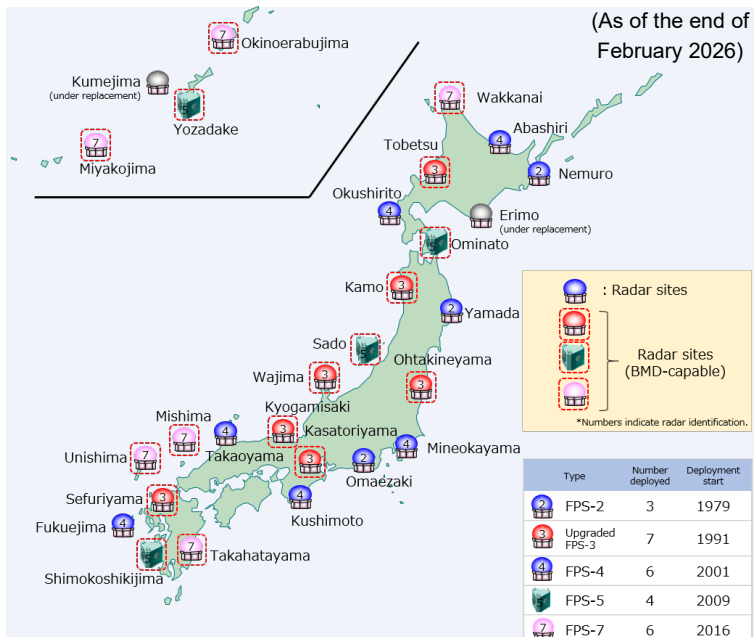 (As of the end of
February 2026)
7
Okinoerabujima
Kumejima
(under replacement)
5
Yozadake
7
Miyakojima
7
Wakkanai
4
Abashiri
Tobetsu
3
2
Nemuro
Okushirito
4
Erimo
(under replacement)
5
Ominato
Kamo
3
2
Yamada
Sado
5
Ohtakineyama
3
Wajima
3
Kyogamisaki
3
Kasatoriyama
3
Mishima
7
4
Takaoyama
Unishima
7
4
Mineokayama
2
Omaezaki
Sefuriyama
3
4
Kushimoto
Fukuejima
4
7
Takahatayama
5
Shimokoshikijima
: Radar sites
Radar sites
(BMD-capable)
*Numbers indicate radar identification.
Type Number deployed Deployment start
2 FPS-2 3 1979
3 Upgraded FPS-3 7 1991
4 FPS-4 6 2001
5 FPS-5 4 2009
7 FPS-7 6 2016